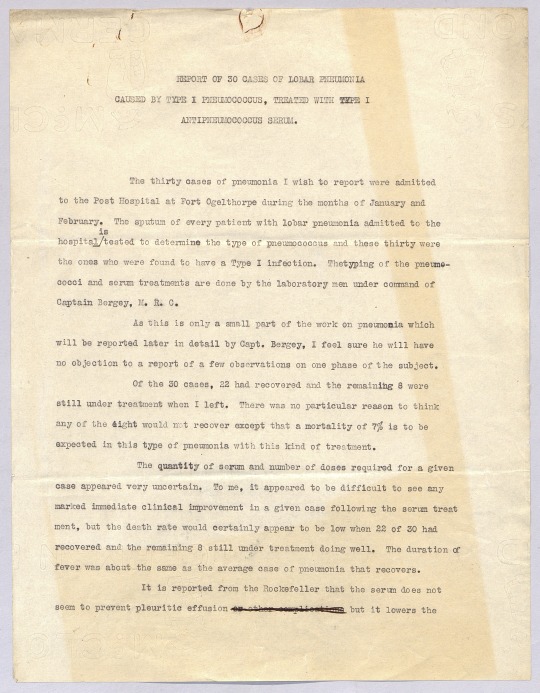 REPORT OF 30 CASES OF LOBAR PNEUMONIA
CAUSED BY TYPE I PNEUMOCOCCUS, TREATED WITH TYPE I
ANTIPNEUMOCOCCUS SERUM.
The thirty cases of pneumonia I wish to report were admitted
to the Post Hospital at Fort Ogelthorpe during the months of January and
February. The sputum of every patient with lobar pneumonia admitted to the
is
hospital/tested to determine the type of pneumococcus and these thirty were
the ones who were found to have a Type I infection. Thetyping of the pneumo-
cocci and serum treatments are done by the laboratory men under command of
Captain Bergey, M. R. C.
As this is only a small part of the work on pneumonia which
will be reported later in detail by Capt. Bergey, I feel sure he will have
no objection to a report of a few observations on one phase of the subject.
Of the 30 cases, 22 had recovered and the remaining 8 were
still under treatment when I left. There was no particular reason to think
any of the eight would not recover except that a mortality of 7% is to be
expected in this type of pneumonia with this kind of treatment.
The quantity of serum and number of doses required for a given
case appeared very uncertain. To me, it appeared to be difficult to see any
marked immediate clinical improvement in a given case following the serum treat
ment, but the death rate would certainly appear to be low when 22 of 30 had
recovered and the remaining 8 still under treatment doing well. The duration of
fever was about the same as the average case of pneumonia that recovers.
It is reported from the Rockefeller that the serum does not
seem to prevent pleuritic effusion or other complications but it lowers the